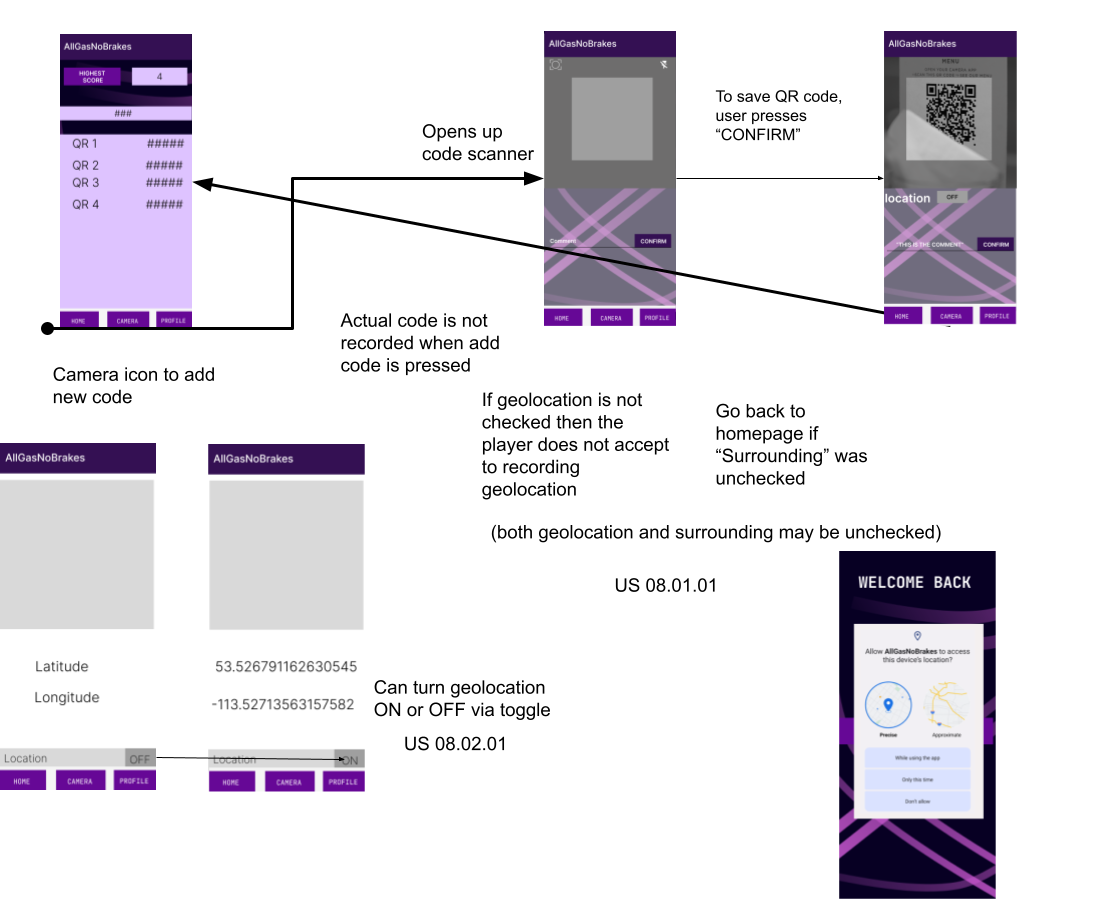 AllGasNoBrakes
HIGHEST
SCORE
4
###
QR 1 #####
QR 2 #####
QR 3 #####
QR 4 #####
HOME CAMERA PROFILE
Camera icon to add
new code
Opens up
code scanner
AllGasNoBrakes
Comment
CONFIRM
HOME CAMERA PROFILE
To save QR code,
user presses
“CONFIRM”
AllGasNoBrakes
MENU
location OFF
"THIS IS THE COMMENT"
CONFIRM
HOME CAMERA PROFILE
Actual code is not
recorded when add
code is pressed
If geolocation is not
checked then the
player does not accept
to recording
geolocation
Go back to
homepage if
“Surrounding” was
unchecked
(both geolocation and surrounding may be unchecked)
US 08.01.01
AllGasNoBrakes
Latitude
Longitude
Location OFF
HOME CAMERA PROFILE
AllGasNoBrakes
53.526791162630545
-113.52713563157582
Location ON
HOME CAMERA PROFILE
Can turn geolocation
ON or OFF via toggle
US 08.02.01
WELCOME BACK
Allow AllGasNoBrakes to access
this device's location?
Precise Approximate
While using the app
Only this time
Don't allow